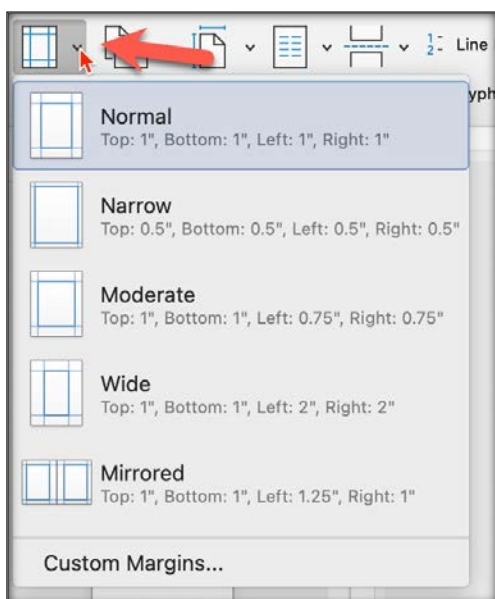 1
2
Line
yph
Normal
Top: 1", Bottom: 1", Left: 1", Right: 1"
Narrow
Top: 0.5", Bottom: 0.5", Left: 0.5", Right: 0.5"
Moderate
Top: 1", Bottom: 1", Left: 0.75", Right: 0.75"
Wide
Top: 1", Bottom: 1", Left: 2", Right: 2"
Mirrored
Top: 1", Bottom: 1", Left: 1.25", Right: 1"
Custom Margins...